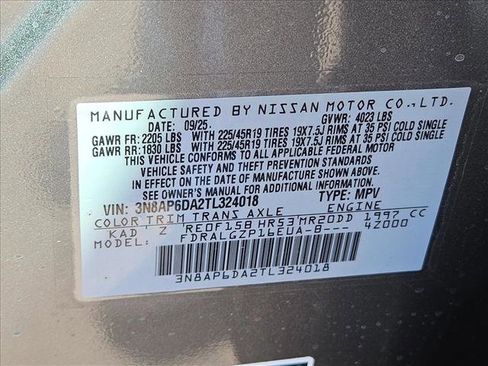 MANUFACTURED BY NISSAN MOTOR CO.,LTD.
DATE: 09/25. GVWR: 4023 LBS
GAWR FR: 2205 LBS WITH 225/45R19 TIRES 19X7.5J RIMS AT 35 PSI COLD SINGLE
GAWR RR: 1830 LBS WITH 225/45R19 TIRES 19X7.5J RIMS AT 35 PSI COLD SINGLE
THIS VEHICLE CONFORMS TO ALL APPLICABLE FEDERAL MOTOR
VEHICLE SAFETY AND THEFT PREVENTION STANDARDS
IN EFFECT ON THE DATE OF MANUFACTURE SHOWN ABOVE.
SEE OWNER'S MANUAL FOR ADDITIONAL INFORMATION.
VIN: 3N8AP6DA2TL324018 TYPE: MPV
COLOR TRIM TRANS AXLE ENGINE
KAD Z RE0F15B HR53 MR20DD 1997 CC
MODEL: FDRALGZP16EUA-B--- 4Z000
3N8AP6DA2TL324018